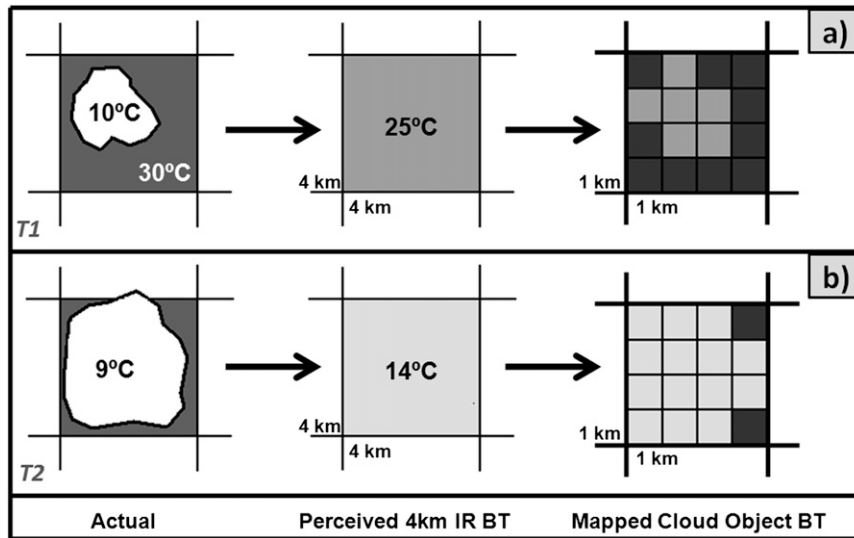 a)
10ºC
30ºC
25ºC
4 km
4 km
1 km
1 km
T1
b)
9ºC
14ºC
4 km
4 km
1 km
1 km
T2
Actual
Perceived 4km IR BT
Mapped Cloud Object BT